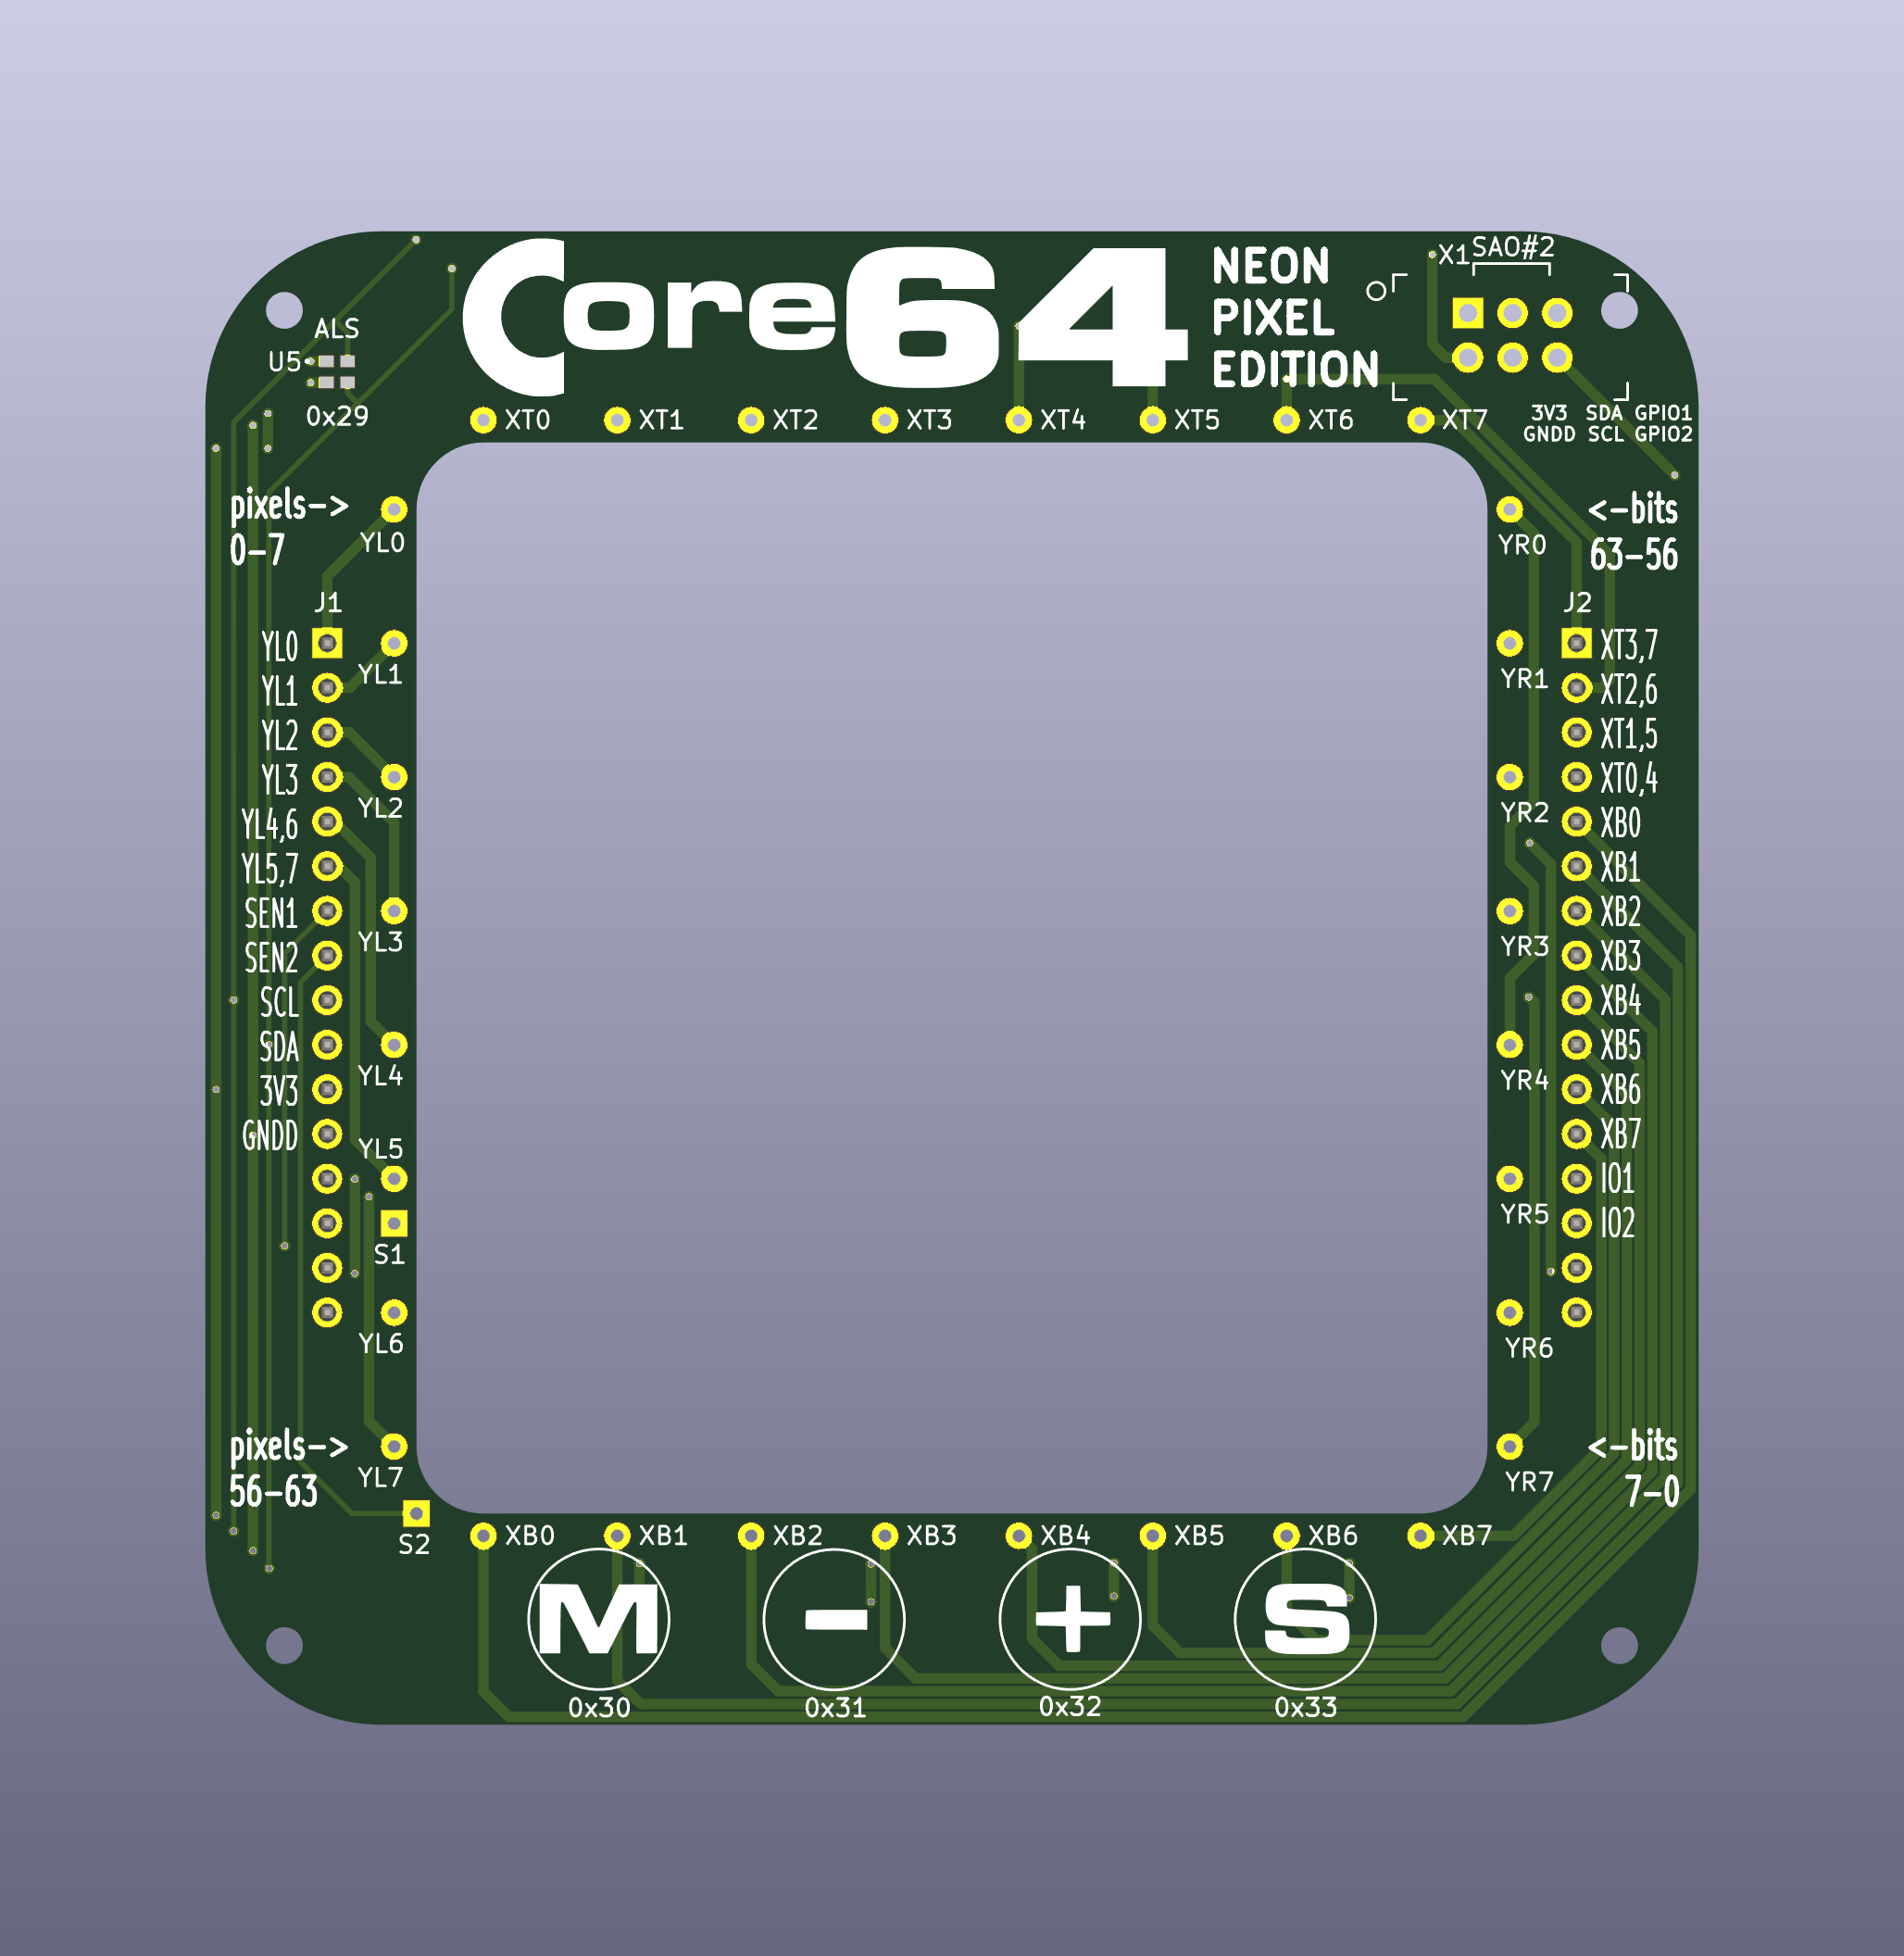 Core64
NEON
PIXEL
EDITION
X1 SAO#2
ALS
U5
0x29
XT0 XT1 XT2 XT3 XT4 XT5 XT6 XT7
3V3 SDA GPIO1
GNDD SCL GPIO2
pixels->
0-7
YL0
<-bits
63-56
YR0
J1
J2
YL0
YL1
YL2
YL3
YL4,6
YL5,7
SEN1
SEN2
SCL
SDA
3V3
GNDD
YL1
YL2
YL3
YL4
YL5
S1
YL6
YL7
S2
YR1
YR2
YR3
YR4
YR5
YR6
YR7
XT3,7
XT2,6
XT1,5
XT0,4
XB0
XB1
XB2
XB3
XB4
XB5
XB6
XB7
IO1
IO2
pixels->
56-63
<-bits
7-0
XB0 XB1 XB2 XB3 XB4 XB5 XB6 XB7
M - + S
0x30 0x31 0x32 0x33